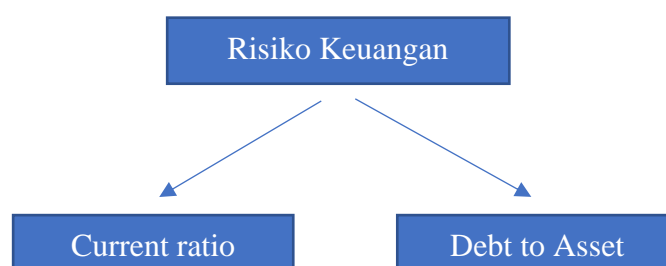 Risiko Keuangan
Current ratio
Debt to Asset